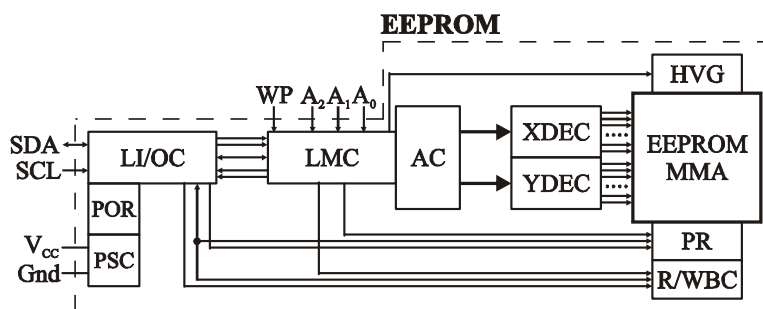 EEPROM
HVG
WP A₂ A₁ A₀
SDA
SCL
LI/OC
LMC
AC
XDEC
YDEC
EEPROM
MMA
POR
PSC
V_CC
Gnd
PR
R/WBC